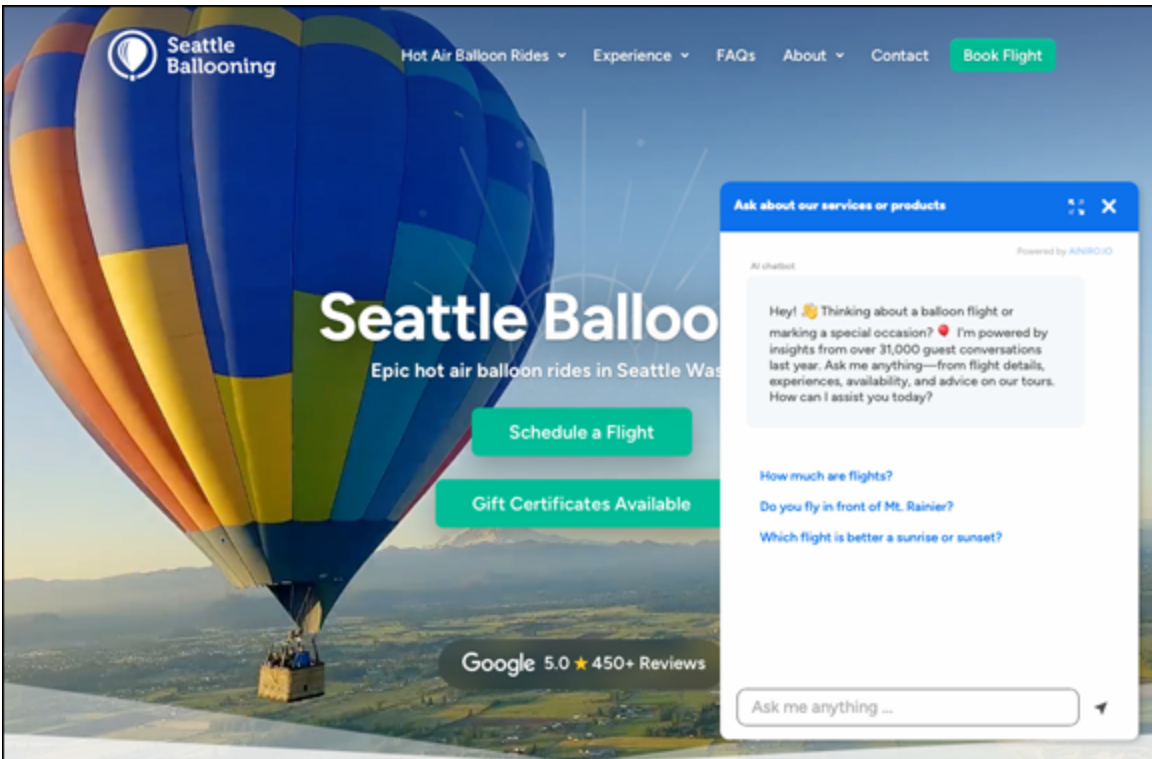 Seattle
Ballooning
Hot Air Balloon Rides
Experience
FAQs
About
Contact
Book Flight
Seattle Balloo
Epic hot air balloon rides in Seattle Was
Schedule a Flight
Gift Certificates Available
Google 5.0 ★ 450+ Reviews
Ask about our services or products
Powered by AINIRO.IO
AI chatbot
Hey! 👋 Thinking about a balloon flight or
marking a special occasion? 🎈 I'm powered by
insights from over 31,000 guest conversations
last year. Ask me anything—from flight details,
experiences, availability, and advice on our tours.
How can I assist you today?
How much are flights?
Do you fly in front of Mt. Rainier?
Which flight is better a sunrise or sunset?
Ask me anything ...